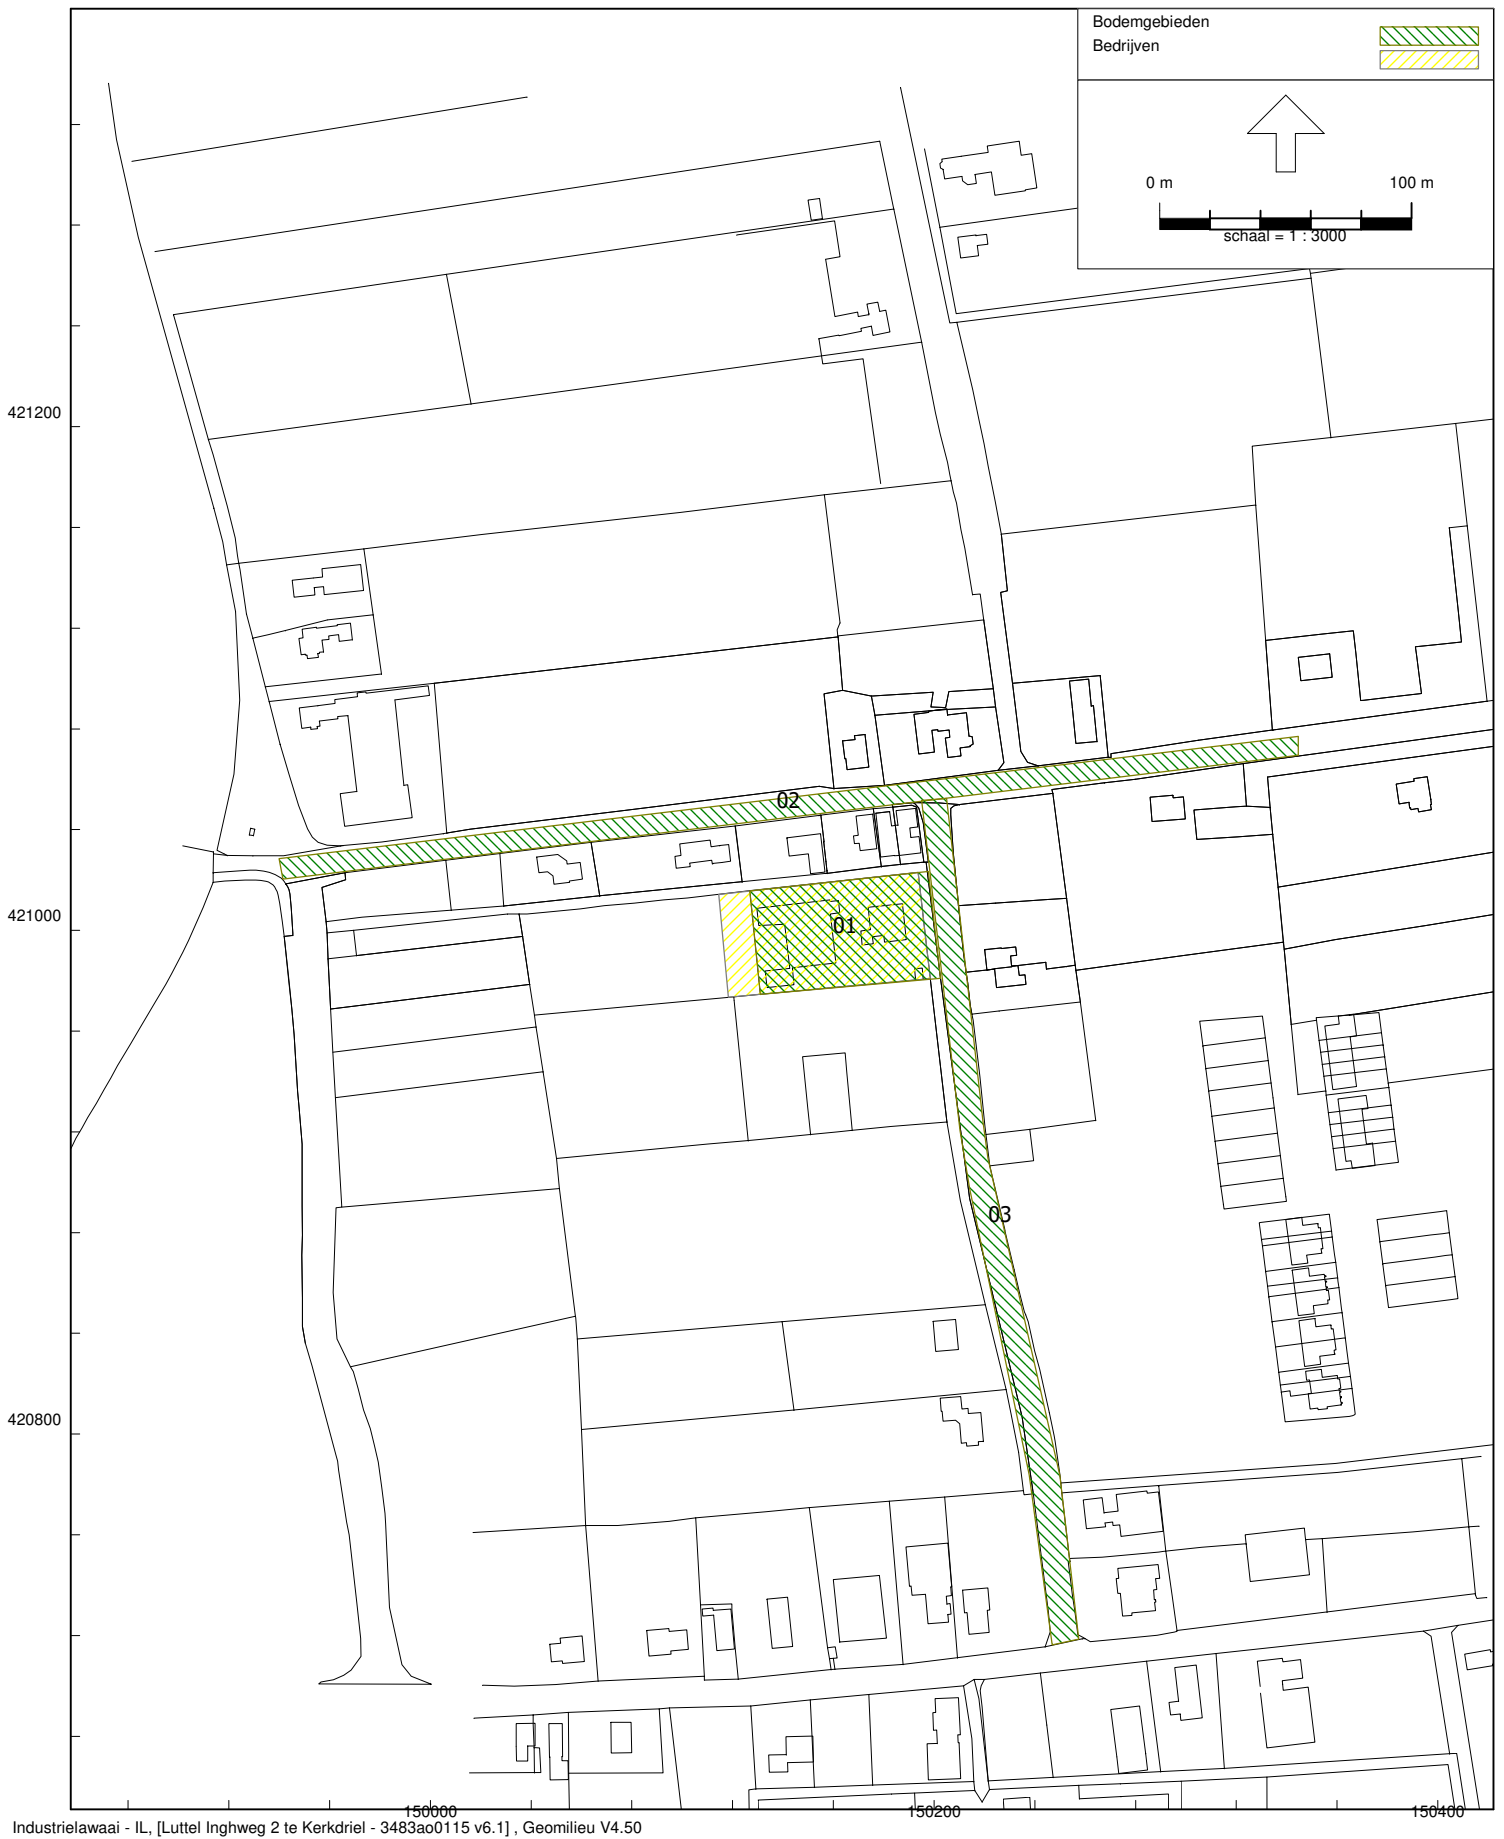 Bodemgebieden
Bedrijven
0 m 100 m
schaal = 1 : 3000
421200
02
421000
01
03
420800
150000 150200 150400
Industrielawaai - IL, [Luttel Inghweg 2 te Kerkdriel - 3483ao0115 v6.1] , Geomilieu V4.50